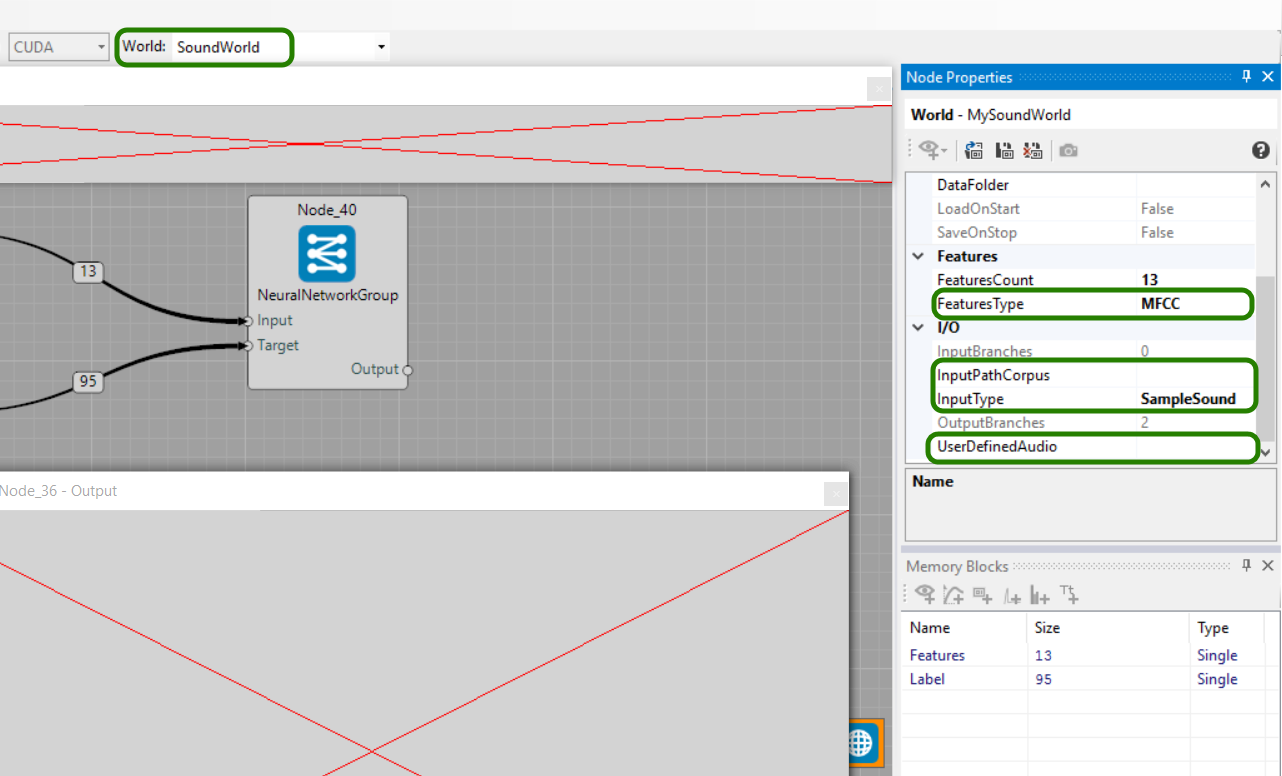 CUDA World: SoundWorld
Node_40
NeuralNetworkGroup
13 Input
95 Target
Output
Node_36 - Output
Node Properties
World - MySoundWorld
DataFolder
LoadOnStart False
SaveOnStop False
Features
FeaturesCount 13
FeaturesType MFCC
I/O
InputBranches 0
InputPathCorpus
InputType SampleSound
OutputBranches 2
UserDefinedAudio
Name
Memory Blocks
Name Size Type
Features 13 Single
Label 95 Single